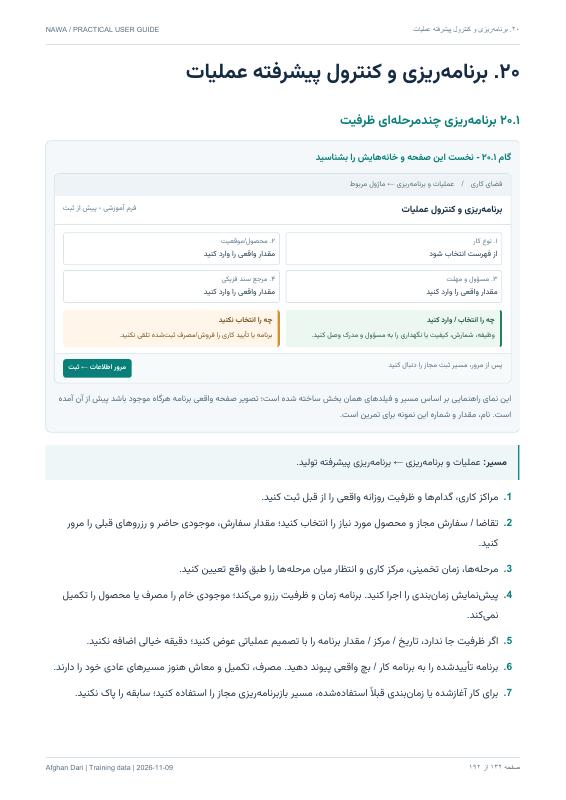 ۲۰. برنامه‌ریزی و کنترول پیشرفته عملیات
NAWA / PRACTICAL USER GUIDE
۲۰. برنامه‌ریزی و کنترول پیشرفته عملیات
۲۰.۱ برنامه‌ریزی چندمرحله‌ای ظرفیت
گام ۲۰.۱ - نخست این صفحه و خانه‌هایش را بشناسید
فضای کاری / عملیات و برنامه‌ریزی ← ماژول مربوط
برنامه‌ریزی و کنترول عملیات
فرم آموزشی - پیش از ثبت
۱. نوع کار
از فهرست انتخاب شود
۲. محصول/موقعیت
مقدار واقعی را وارد کنید
۳. مسؤول و مهلت
مقدار واقعی را وارد کنید
۴. مرجع سند فزیکی
مقدار واقعی را وارد کنید
چه را انتخاب / وارد کنید
وظیفه، شمارش، کیفیت یا نگهداری را به مسؤول و مدرک وصل کنید.
چه را انتخاب نکنید
برنامه یا تأیید کاری را فروش/مصرف ثبت‌شده تلقی نکنید.
پس از مرور، مسیر ثبت مجاز را دنبال کنید
مرور اطلاعات ← ثبت
این نمای راهنمایی بر اساس مسیر و فیلدهای همان بخش ساخته شده است؛ تصویر صفحه واقعی برنامه هرگاه موجود باشد پیش از آن آمده
است. نام، مقدار و شماره این نمونه برای تمرین است.
مسیر: عملیات و برنامه‌ریزی ← برنامه‌ریزی پیشرفته تولید.
1. مراکز کاری، گدام‌ها و ظرفیت روزانه واقعی را از قبل ثبت کنید.
2. تقاضا / سفارش مجاز و محصول مورد نیاز را انتخاب کنید؛ مقدار سفارش، موجودی حاضر و رزروهای قبلی را مرور
کنید.
3. مرحله‌ها، زمان تخمینی، مرکز کاری و انتظار میان مرحله‌ها را طبق واقع تعیین کنید.
4. پیش‌نمایش زمان‌بندی را اجرا کنید. برنامه زمان و ظرفیت رزرو می‌کند؛ موجودی خام را مصرف یا محصول را تکمیل
نمی‌کند.
5. اگر ظرفیت جا ندارد، تاریخ / مرکز / مقدار برنامه را با تصمیم عملیاتی عوض کنید؛ دقیقه خیالی اضافه نکنید.
6. برنامه تأییدشده را به برنامه کار / بچ واقعی پیوند دهید. مصرف، تکمیل و معاش هنوز مسیرهای عادی خود را دارند.
7. برای کار آغازشده یا زمان‌بندی قبلاً استفاده‌شده، مسیر بازبرنامه‌ریزی مجاز را استفاده کنید؛ سابقه را پاک نکنید.
صفحه ۱۳۲ از ۱۹۲
Afghan Dari | Training data | 2026-11-09